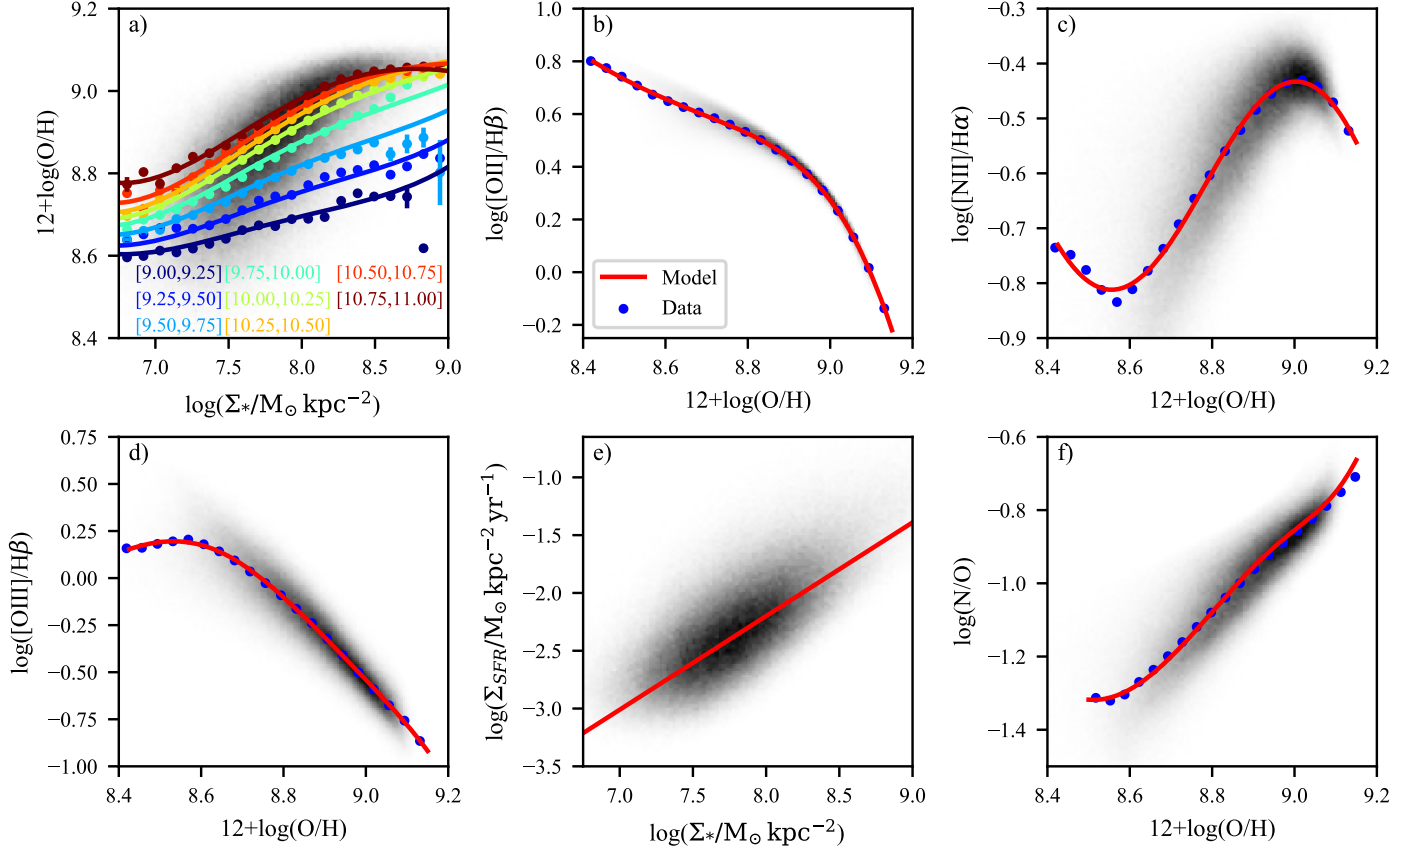 a)
9.2
9.0
8.8
8.6
8.4
12+log(O/H)
[9.00,9.25] [9.75,10.00] [10.50,10.75]
[9.25,9.50] [10.00,10.25] [10.75,11.00]
[9.50,9.75] [10.25,10.50]
7.0 7.5 8.0 8.5 9.0
log(Σ*/M⊙ kpc⁻²)
b)
1.0
0.8
0.6
0.4
0.2
0.0
−0.2
log([OII]/Hβ)
Model
Data
8.4 8.6 8.8 9.0 9.2
12+log(O/H)
c)
−0.3
−0.4
−0.5
−0.6
−0.7
−0.8
−0.9
log([NII]/Hα)
8.4 8.6 8.8 9.0 9.2
12+log(O/H)
d)
0.75
0.50
0.25
0.00
−0.25
−0.50
−0.75
−1.00
log([OIII]/Hβ)
8.4 8.6 8.8 9.0 9.2
12+log(O/H)
e)
−1.0
−1.5
−2.0
−2.5
−3.0
−3.5
log(Σ_SFR/M⊙ kpc⁻² yr⁻¹)
7.0 7.5 8.0 8.5 9.0
log(Σ*/M⊙ kpc⁻²)
f)
−0.6
−0.8
−1.0
−1.2
−1.4
log(N/O)
8.4 8.6 8.8 9.0 9.2
12+log(O/H)